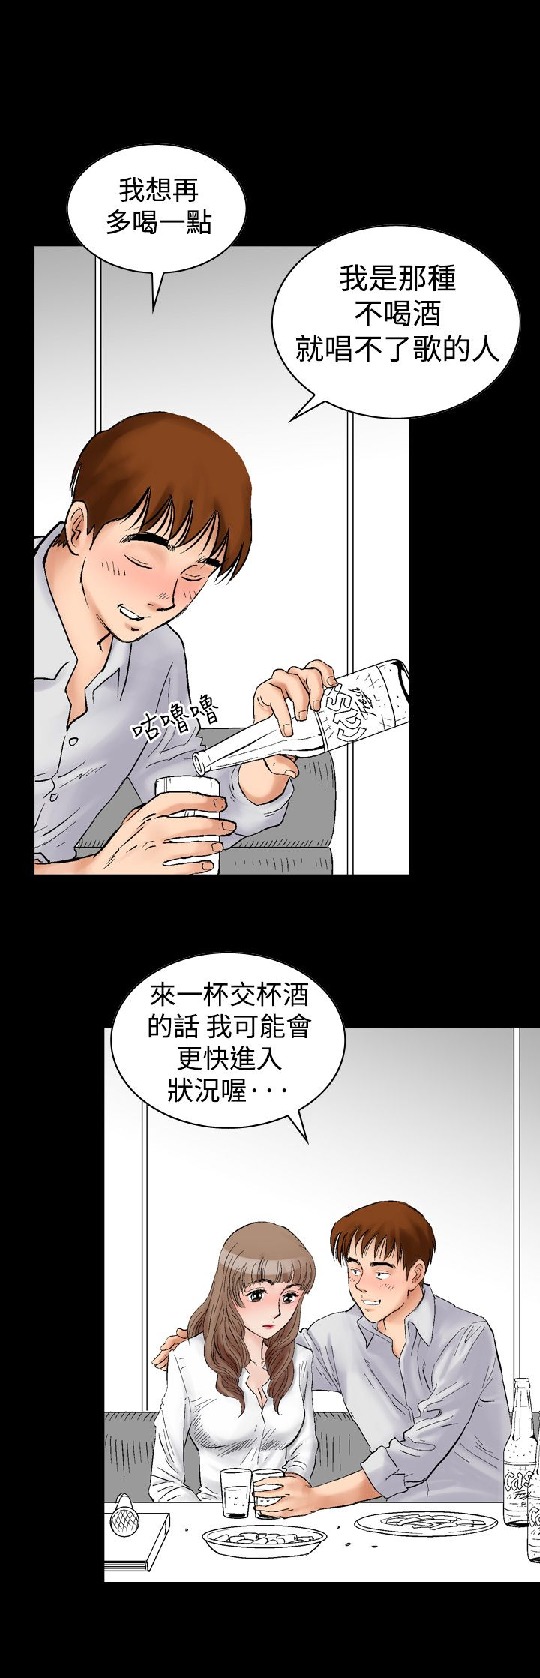 我想再
多喝一點
我是那種
不喝酒
就唱不了歌的人
咕嚕嚕
來一杯交杯酒
的話 我可能會
更快進入
狀況喔···